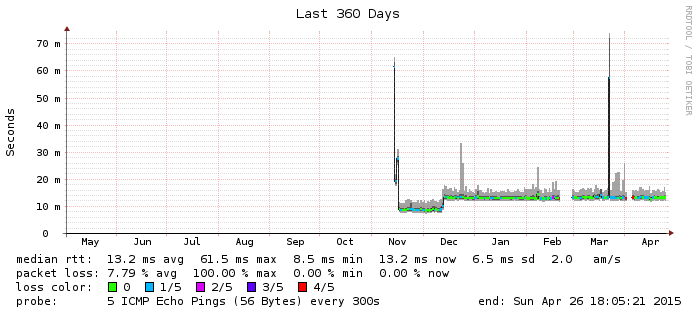 Last 360 Days
RRDTOOL / TOBI OETIKER
Seconds
70 m
60 m
50 m
40 m
30 m
20 m
10 m
0
May Jun Jul Aug Sep Oct Nov Dec Jan Feb Mar Apr
median rtt: 13.2 ms avg 61.5 ms max 8.5 ms min 13.2 ms now 6.5 ms sd 2.0 am/s
packet loss: 7.79 % avg 100.00 % max 0.00 % min 0.00 % now
loss color: 0 1/5 2/5 3/5 4/5
probe: 5 ICMP Echo Pings (56 Bytes) every 300s end: Sun Apr 26 18:05:21 2015